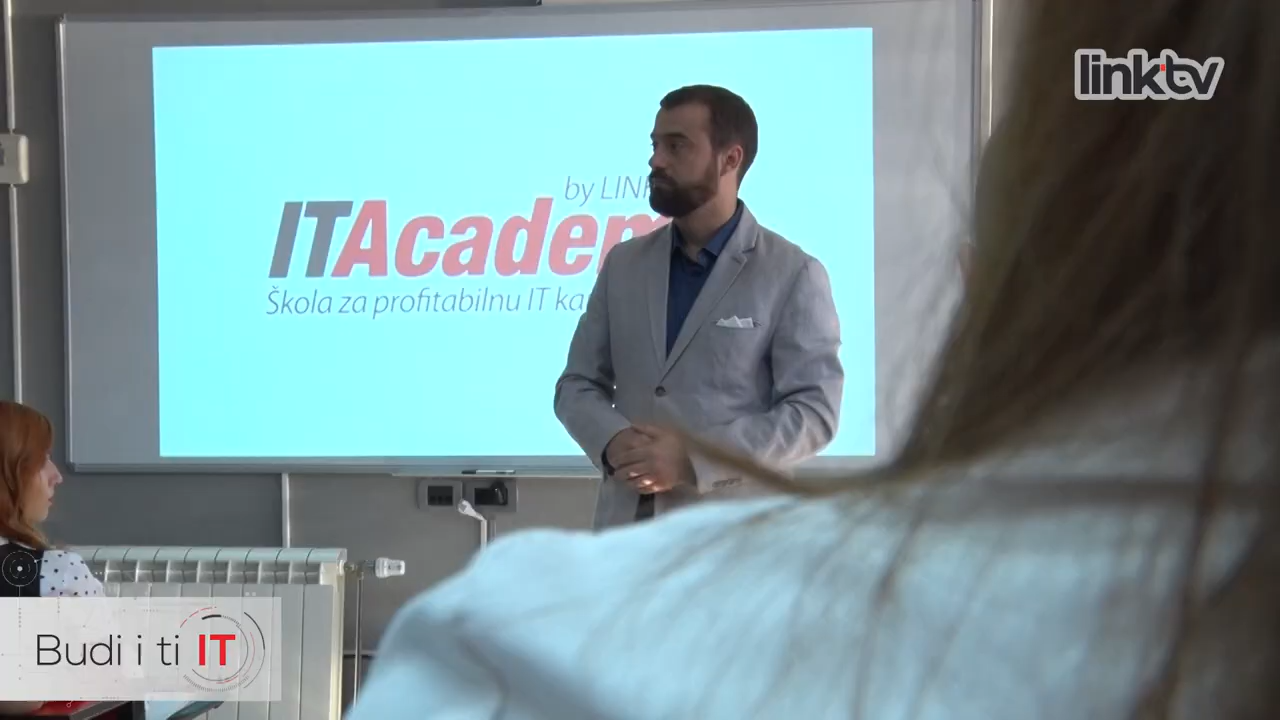 linktv
by LIN
ITAcadem
Škola za profitabilnu IT ka
Budi i ti IT